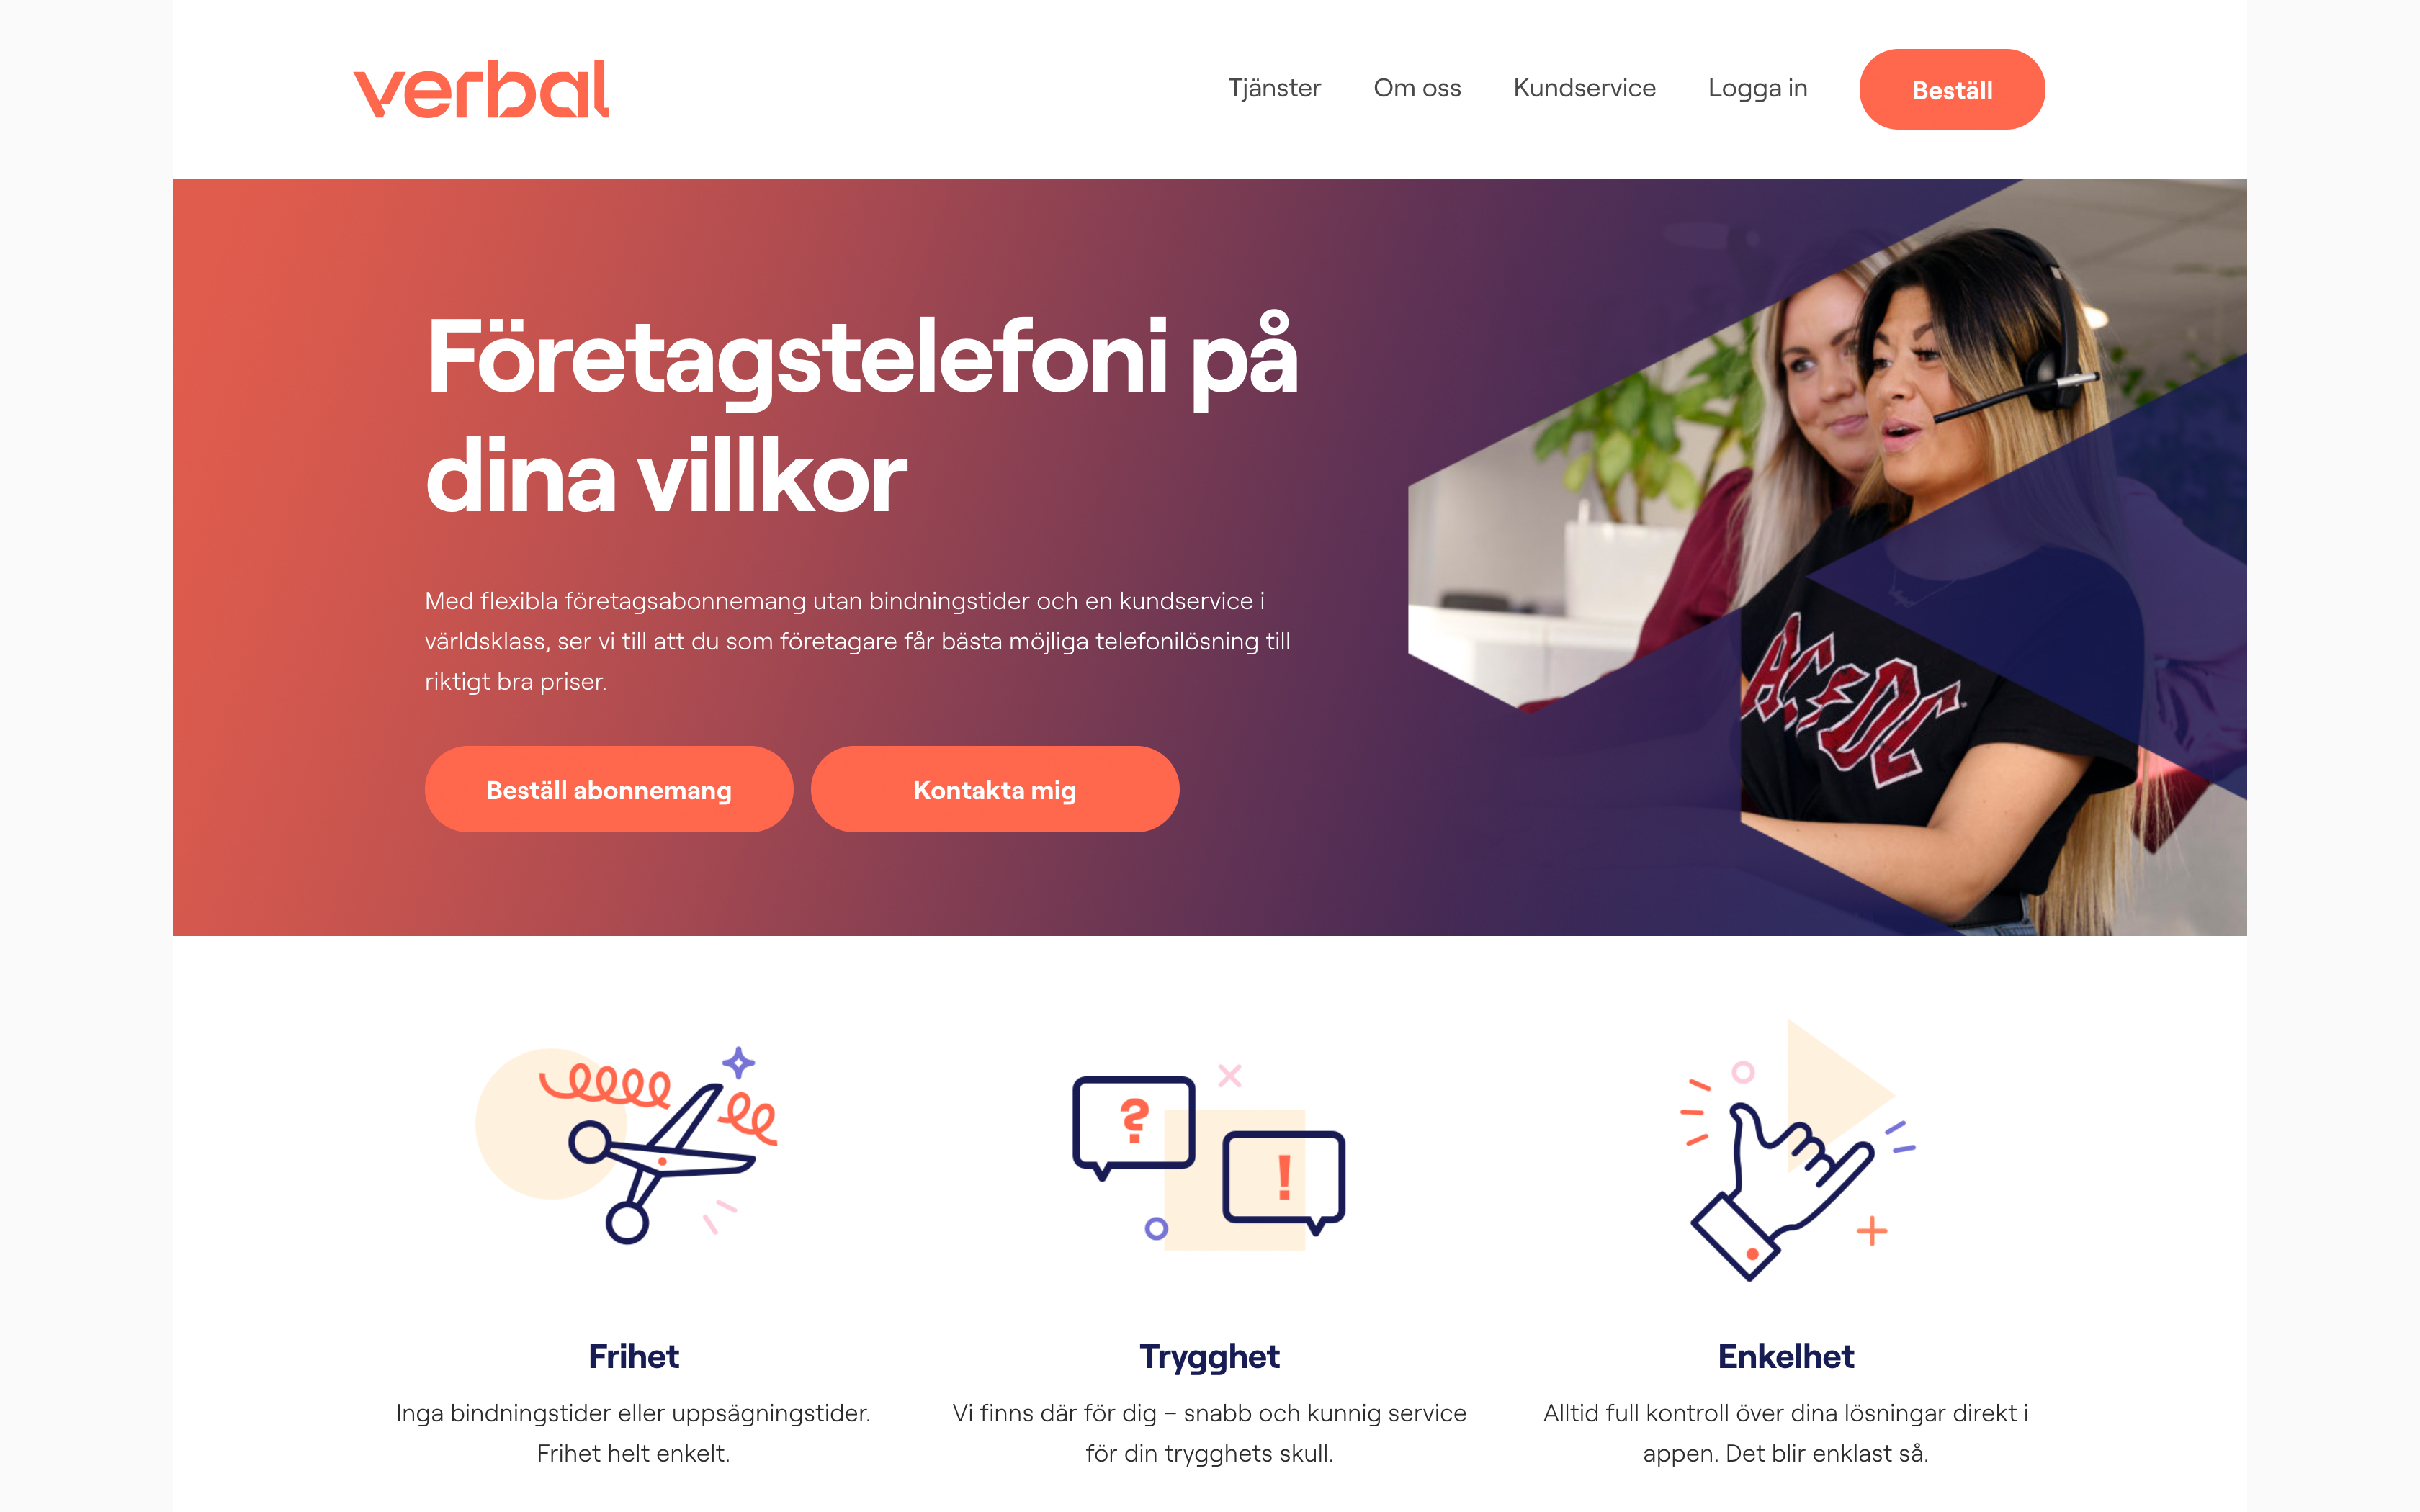 verbal
Tjänster
Om oss
Kundservice
Logga in
Beställ
Företagstelefoni på
dina villkor
Med flexibla företagsabonnemang utan bindningstider och en kundservice i
världsklass, ser vi till att du som företagare får bästa möjliga telefonilösning till
riktigt bra priser.
Beställ abonnemang
Kontakta mig
AC⚡DC
?
!
Frihet
Inga bindningstider eller uppsägningstider.
Frihet helt enkelt.
Trygghet
Vi finns där för dig – snabb och kunnig service
för din trygghets skull.
Enkelhet
Alltid full kontroll över dina lösningar direkt i
appen. Det blir enklast så.